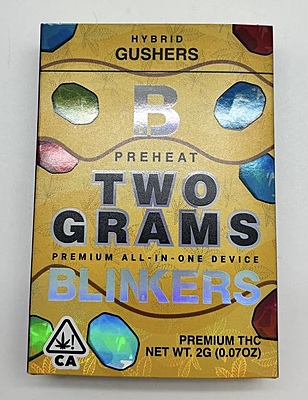 HYBRID
GUSHERS
B
PREHEAT
TWO
GRAMS
PREMIUM ALL-IN-ONE DEVICE
BLINKERS
PREMIUM THC
NET WT. 2G (0.07OZ)
!
CA